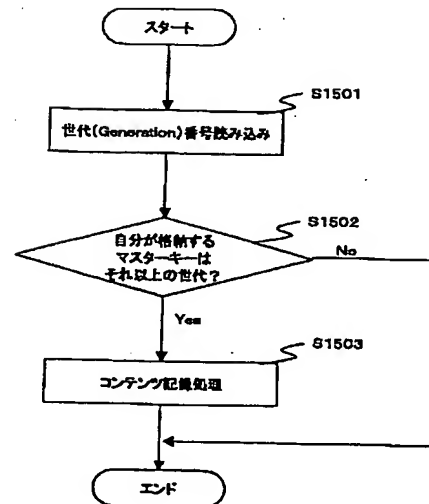 スタート
S1501
世代(Generation)番号読み込み
S1502
自分が格納する
マスターキーは
それ以上の世代?
No
Yes
S1503
コンテンツ記録処理
エンド